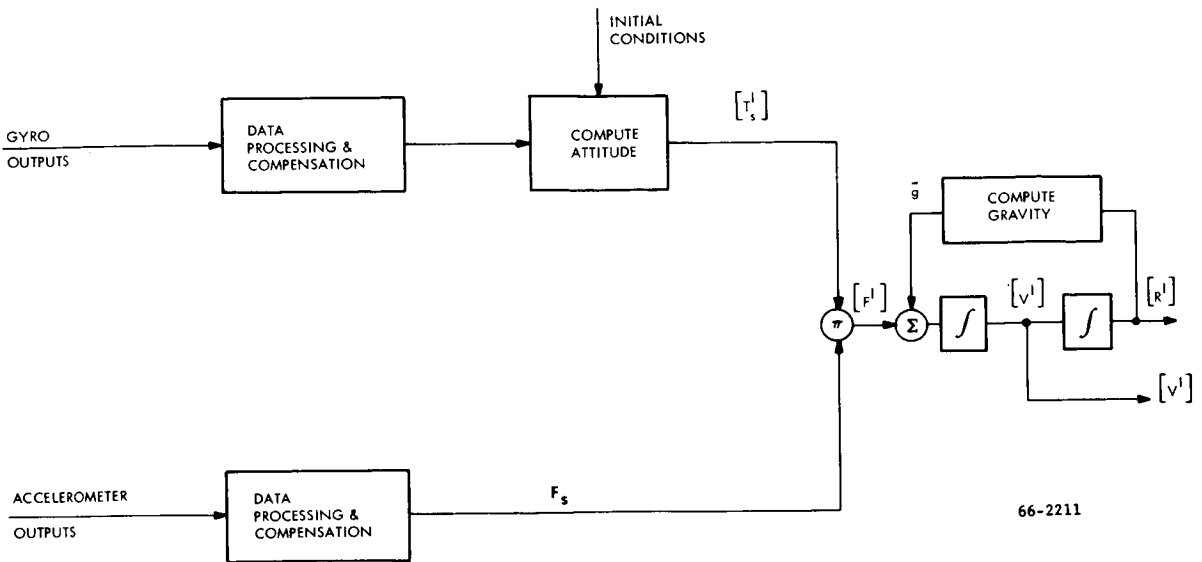 INITIAL
CONDITIONS
[T_s^I]
GYRO
OUTPUTS
DATA
PROCESSING &
COMPENSATION
COMPUTE
ATTITUDE
g̅
COMPUTE
GRAVITY
[F^I]
[V^I]
[R^I]
π
Σ
∫
∫
[V^I]
ACCELEROMETER
OUTPUTS
DATA
PROCESSING &
COMPENSATION
F_s
66-2211